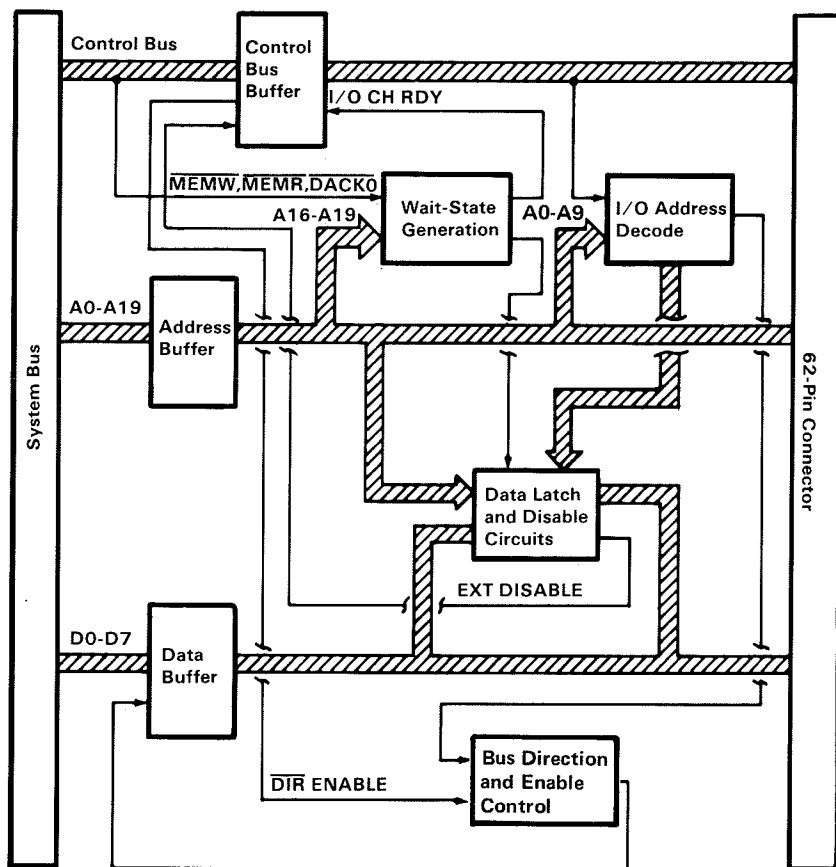 Control Bus
Control
Bus
Buffer
I/O CH RDY
MEMW,MEMR,DACK0
A16-A19
Wait-State
Generation
A0-A9
I/O Address
Decode
A0-A19
Address
Buffer
System Bus
62-Pin Connector
Data Latch
and Disable
Circuits
EXT DISABLE
D0-D7
Data
Buffer
DIR ENABLE
Bus Direction
and Enable
Control